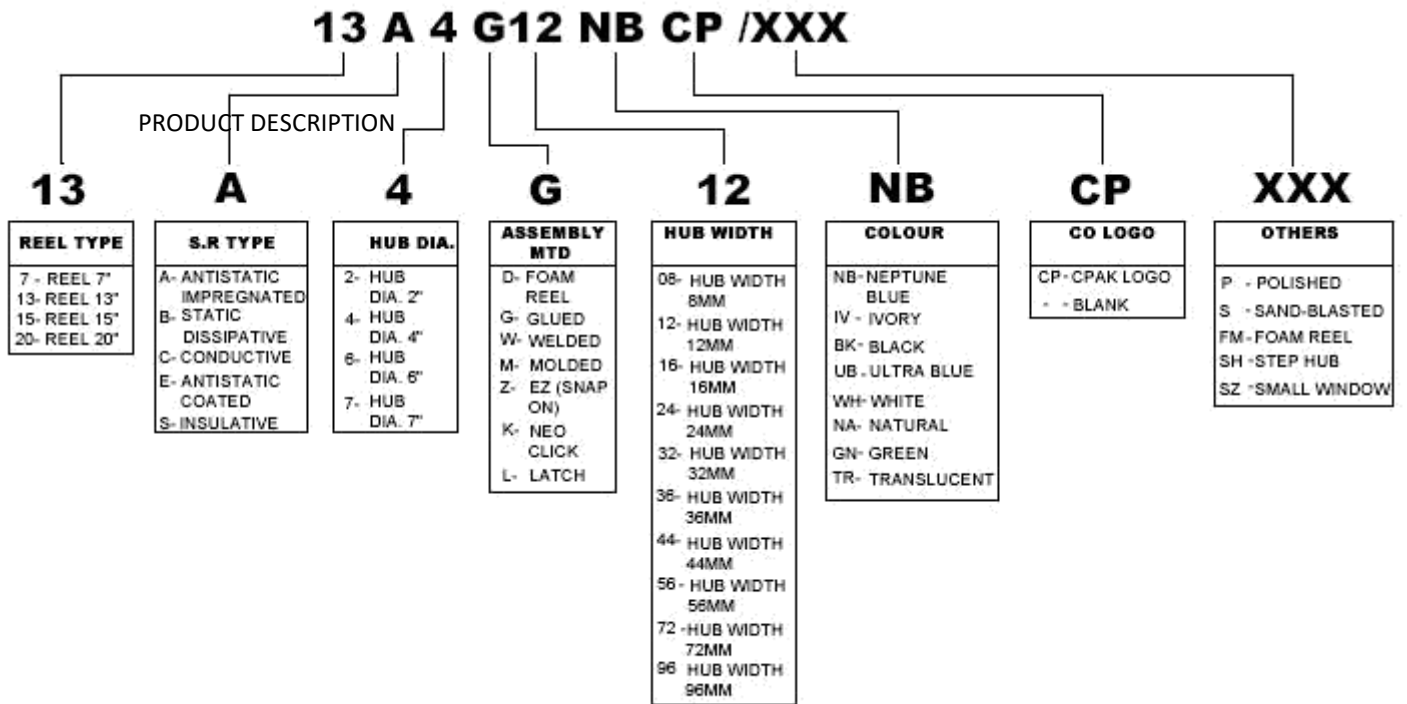 13 A 4 G12 NB CP /XXX
PRODUCT DESCRIPTION
13
REEL TYPE
7 - REEL 7"
13- REEL 13"
15- REEL 15"
20- REEL 20"
A
S.R TYPE
A- ANTISTATIC
IMPREGNATED
B- STATIC
DISSIPATIVE
C- CONDUCTIVE
E- ANTISTATIC
COATED
S- INSULATIVE
4
HUB DIA.
2- HUB
DIA. 2"
4- HUB
DIA. 4"
6- HUB
DIA. 6"
7- HUB
DIA. 7"
G
ASSEMBLY
MTD
D- FOAM
REEL
G- GLUED
W- WELDED
M- MOLDED
Z- EZ (SNAP
ON)
K- NEO
CLICK
L- LATCH
12
HUB WIDTH
08- HUB WIDTH
8MM
12- HUB WIDTH
12MM
16- HUB WIDTH
16MM
24- HUB WIDTH
24MM
32- HUB WIDTH
32MM
36- HUB WIDTH
36MM
44- HUB WIDTH
44MM
56 - HUB WIDTH
56MM
72 -HUB WIDTH
72MM
96 HUB WIDTH
96MM
NB
COLOUR
NB-NEPTUNE
BLUE
IV - IVORY
BK- BLACK
UB - ULTRA BLUE
WH- WHITE
NA- NATURAL
GN- GREEN
TR- TRANSLUCENT
CP
CO LOGO
CP-CPAK LOGO
- - BLANK
XXX
OTHERS
P - POLISHED
S - SAND-BLASTED
FM-FOAM REEL
SH -STEP HUB
SZ -SMALL WINDOW